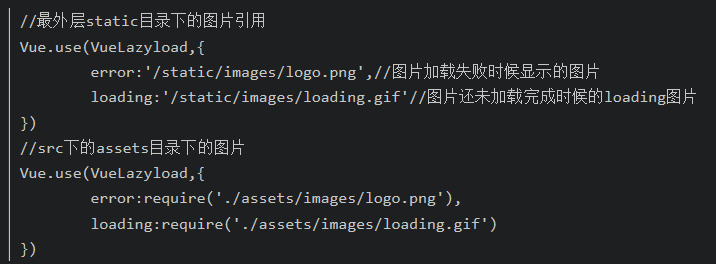 //最外层static目录下的图片引用
Vue.use(VueLazyload,{
        error:'/static/images/logo.png',//图片加载失败时候显示的图片
        loading:'/static/images/loading.gif'//图片还未加载完成时候的loading图片
})
//src下的assets目录下的图片
Vue.use(VueLazyload,{
        error:require('./assets/images/logo.png'),
        loading:require('./assets/images/loading.gif')
})